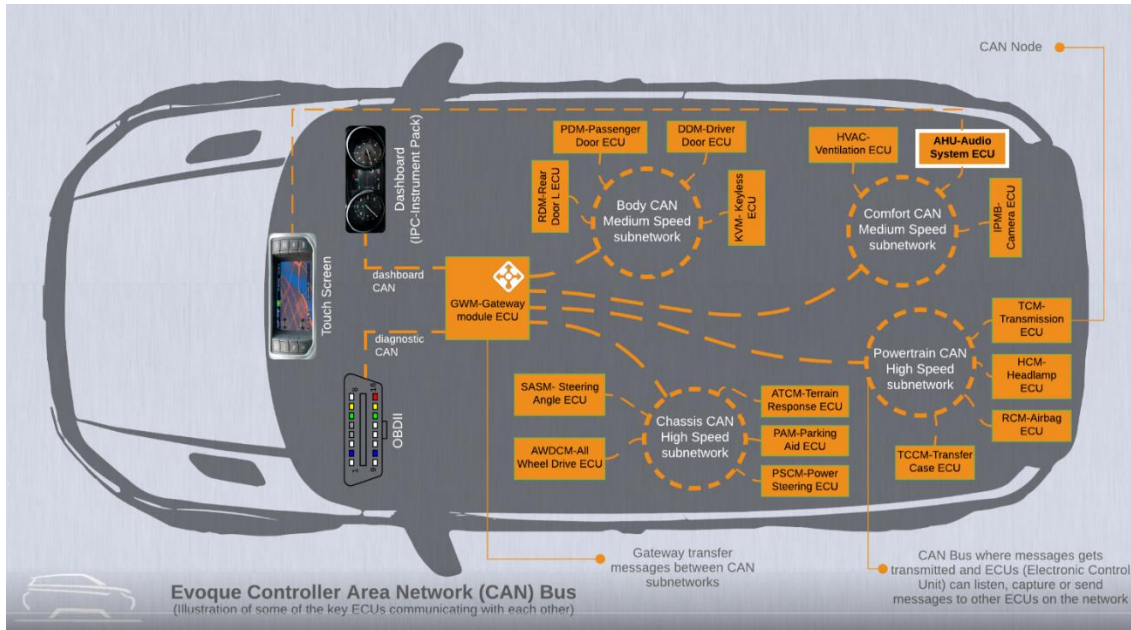 CAN Node
PDM-Passenger
Door ECU
DDM-Driver
Door ECU
HVAC-
Ventilation ECU
AHU-Audio
System ECU
Dashboard
(IPC-Instrument Pack)
RDM-Rear
Door L ECU
Body CAN
Medium Speed
subnetwork
KVM- Keyless
ECU
Comfort CAN
Medium Speed
subnetwork
IPMB-
Camera ECU
Touch Screen
dashboard
CAN
GWM-Gateway
module ECU
diagnostic
CAN
TCM-
Transmission
ECU
Powertrain CAN
High Speed
subnetwork
HCM-
Headlamp
ECU
RCM-Airbag
ECU
TCCM-Transfer
Case ECU
8
16
1
9
OBDII
SASM- Steering
Angle ECU
ATCM-Terrain
Response ECU
Chassis CAN
High Speed
subnetwork
PAM-Parking
Aid ECU
AWDCM-All
Wheel Drive ECU
PSCM-Power
Steering ECU
Gateway transfer
messages between CAN
subnetworks
CAN Bus where messages gets
transmitted and ECUs (Electronic Control
Unit) can listen, capture or send
messages to other ECUs on the network
Evoque Controller Area Network (CAN) Bus
(Illustration of some of the key ECUs communicating with each other)